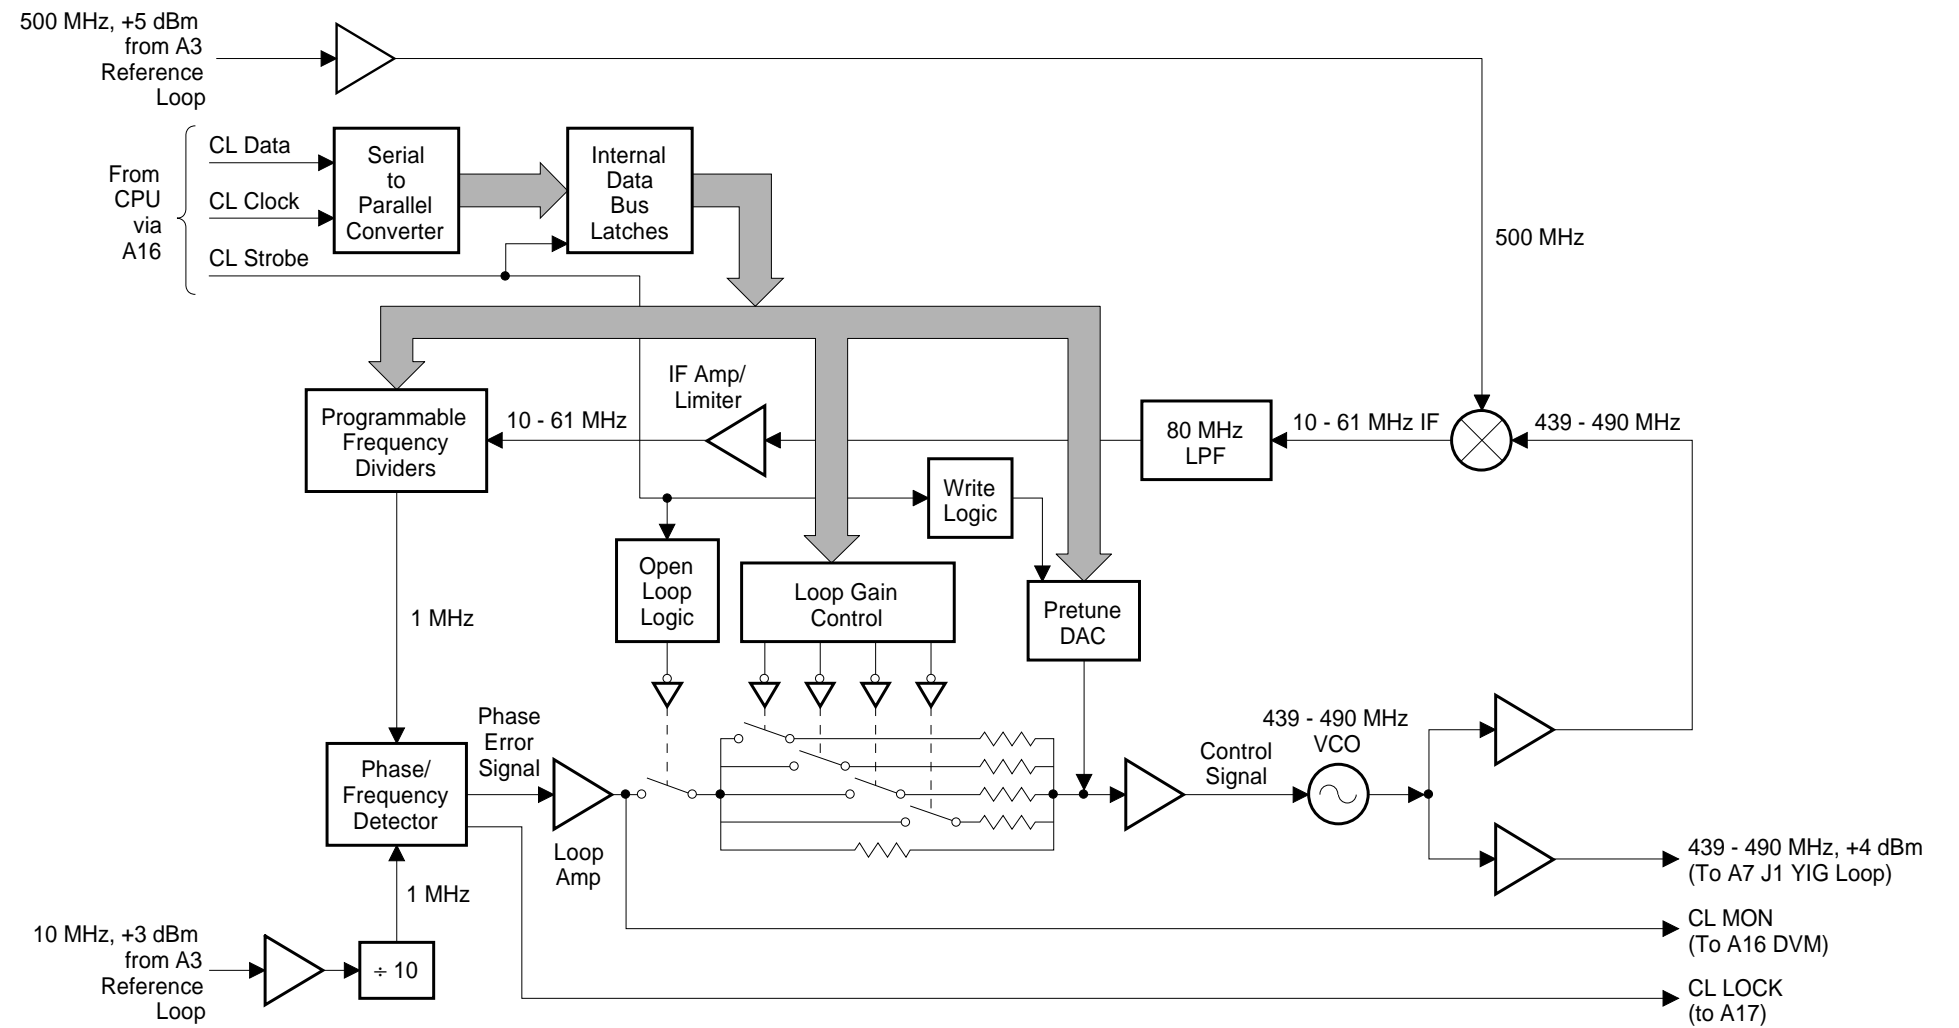 500 MHz, +5 dBm
from A3
Reference
Loop
From
CPU
via
A16
CL Data
CL Clock
CL Strobe
Serial
to
Parallel
Converter
Internal
Data
Bus
Latches
500 MHz
Programmable
Frequency
Dividers
10 - 61 MHz
IF Amp/
Limiter
80 MHz
LPF
10 - 61 MHz IF
439 - 490 MHz
Write
Logic
Open
Loop
Logic
Loop Gain
Control
Pretune
DAC
1 MHz
Phase/
Frequency
Detector
Phase
Error
Signal
Loop
Amp
Control
Signal
439 - 490 MHz
VCO
439 - 490 MHz, +4 dBm
(To A7 J1 YIG Loop)
1 MHz
10 MHz, +3 dBm
from A3
Reference
Loop
÷ 10
CL MON
(To A16 DVM)
CL LOCK
(to A17)